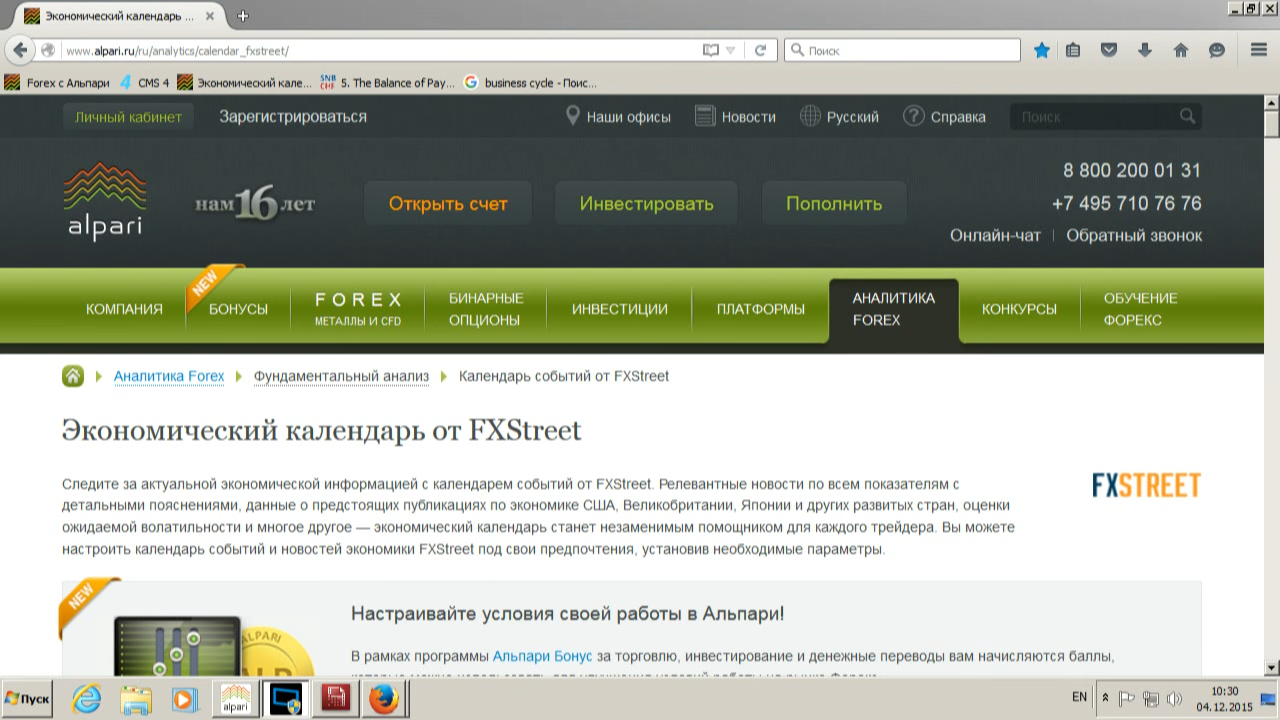 Экономический календарь ...
www.alpari.ru/ru/analytics/calendar_fxstreet/
Поиск
Forex с Альпари
CMS 4
Экономический кале...
SNB CHF
5. The Balance of Pay...
business cycle - Поис...
Личный кабинет
Зарегистрироваться
Наши офисы
Новости
Русский
Справка
Поиск
alpari
нам 16 лет
Открыть счет
Инвестировать
Пополнить
8 800 200 01 31
+7 495 710 76 76
Онлайн-чат
Обратный звонок
КОМПАНИЯ
NEW
БОНУСЫ
FOREX
МЕТАЛЛЫ И CFD
БИНАРНЫЕ
ОПЦИОНЫ
ИНВЕСТИЦИИ
ПЛАТФОРМЫ
АНАЛИТИКА
FOREX
КОНКУРСЫ
ОБУЧЕНИЕ
ФОРЕКС
Аналитика Forex
Фундаментальный анализ
Календарь событий от FXStreet
Экономический календарь от FXStreet
Следите за актуальной экономической информацией с календарем событий от FXStreet. Релевантные новости по всем показателям с
детальными пояснениями, данные о предстоящих публикациях по экономике США, Великобритании, Японии и других развитых стран, оценки
ожидаемой волатильности и многое другое — экономический календарь станет незаменимым помощником для каждого трейдера. Вы можете
настроить календарь событий и новостей экономики FXStreet под свои предпочтения, установив необходимые параметры.
FXSTREET
NEW
ALPARI
ALP
Настраивайте условия своей работы в Альпари!
В рамках программы Альпари Бонус за торговлю, инвестирование и денежные переводы вам начисляются баллы,
Пуск
alpari
EN
10:30
04.12.2015